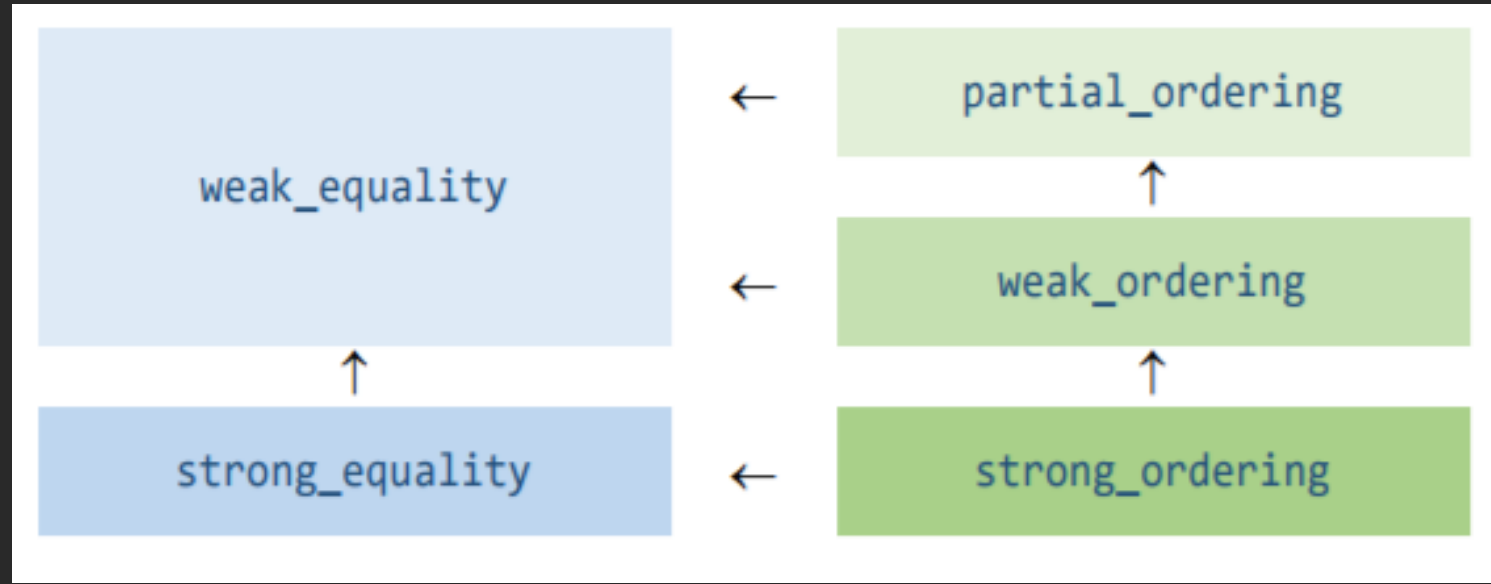 partial_ordering
weak_equality
weak_ordering
strong_equality
strong_ordering